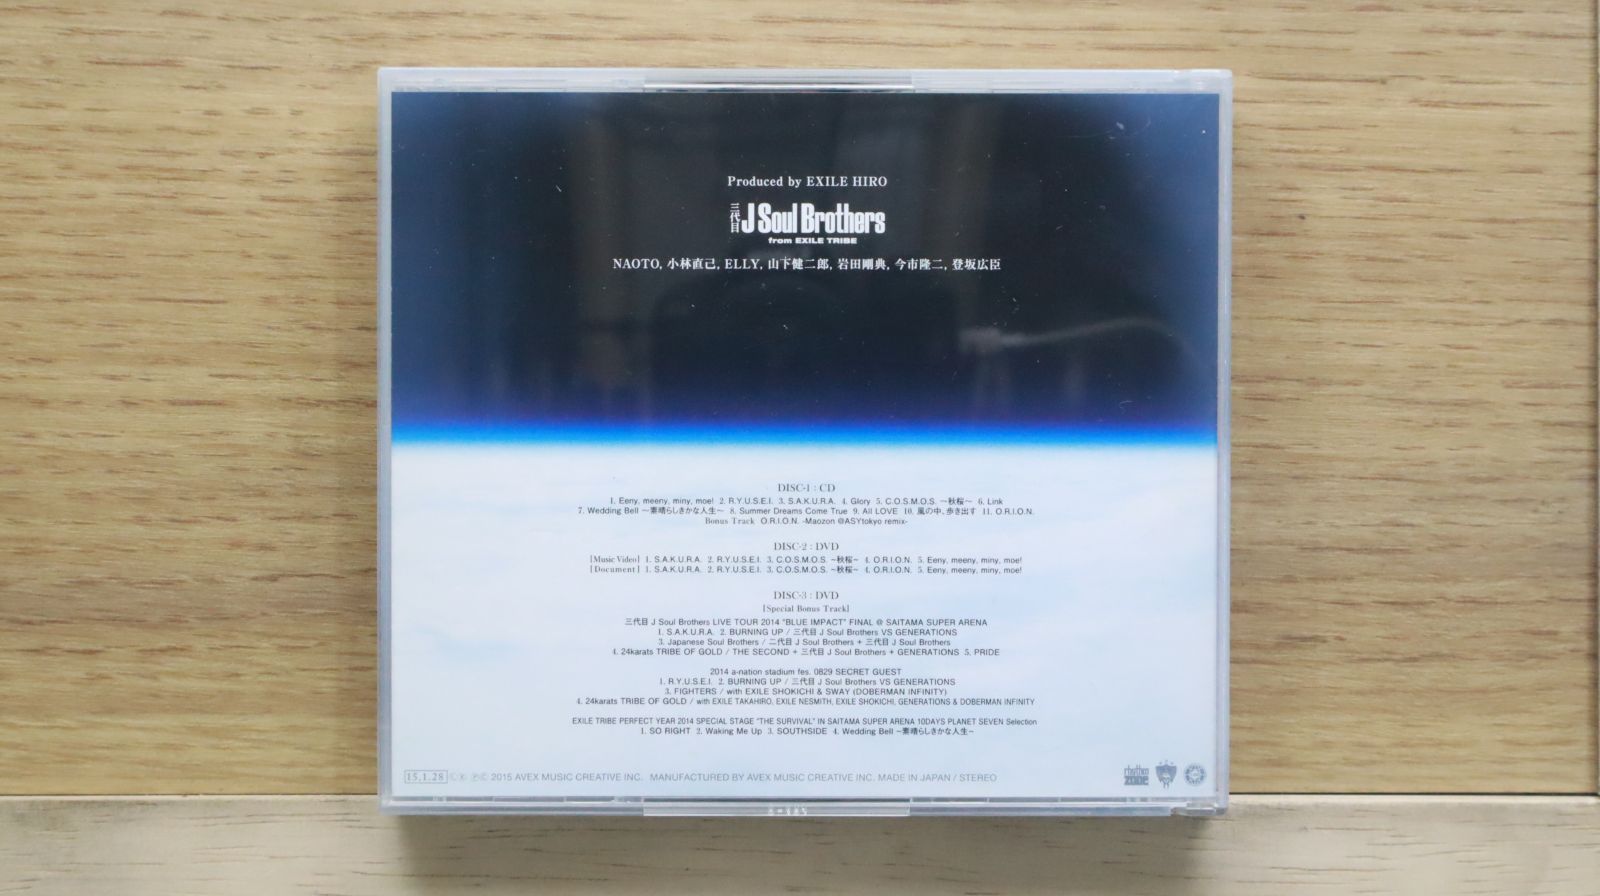 Produced by EXILE HIRO
三代目 J Soul Brothers
from EXILE TRIBE
NAOTO, 小林直己, ELLY, 山下健二郎, 岩田剛典, 今市隆二, 登坂広臣
DISC-1 : CD
1. Eeny, meeny, miny, moe! 2. R.Y.U.S.E.I. 3. S.A.K.U.R.A. 4. Glory 5. C.O.S.M.O.S. ～秋桜～ 6. Link
7. Wedding Bell ～素晴らしきかな人生～ 8. Summer Dreams Come True 9. All LOVE 10. 風の中、歩き出す 11. O.R.I.O.N.
Bonus Track O.R.I.O.N. -Maozon @ASYtokyo remix-
DISC-2 : DVD
[Music Video] 1. S.A.K.U.R.A. 2. R.Y.U.S.E.I. 3. C.O.S.M.O.S. ～秋桜～ 4. O.R.I.O.N. 5. Eeny, meeny, miny, moe!
[Document] 1. S.A.K.U.R.A. 2. R.Y.U.S.E.I. 3. C.O.S.M.O.S. ～秋桜～ 4. O.R.I.O.N. 5. Eeny, meeny, miny, moe!
DISC-3 : DVD
[Special Bonus Track]
三代目 J Soul Brothers LIVE TOUR 2014 "BLUE IMPACT" FINAL @ SAITAMA SUPER ARENA
1. S.A.K.U.R.A. 2. BURNING UP / 三代目 J Soul Brothers VS GENERATIONS
3. Japanese Soul Brothers / 二代目 J Soul Brothers + 三代目 J Soul Brothers
4. 24karats TRIBE OF GOLD / THE SECOND + 三代目 J Soul Brothers + GENERATIONS 5. PRIDE
2014 a-nation stadium fes. 0829 SECRET GUEST
1. R.Y.U.S.E.I. 2. BURNING UP / 三代目 J Soul Brothers VS GENERATIONS
3. FIGHTERS / with EXILE SHOKICHI & SWAY (DOBERMAN INFINITY)
4. 24karats TRIBE OF GOLD / with EXILE TAKAHIRO, EXILE NESMITH, EXILE SHOKICHI, GENERATIONS & DOBERMAN INFINITY
EXILE TRIBE PERFECT YEAR 2014 SPECIAL STAGE "THE SURVIVAL" IN SAITAMA SUPER ARENA 10DAYS PLANET SEVEN Selection
1. SO RIGHT 2. Waking Me Up 3. SOUTHSIDE 4. Wedding Bell ～素晴らしきかな人生～
15.1.28 2015 AVEX MUSIC CREATIVE INC. MANUFACTURED BY AVEX MUSIC CREATIVE INC. MADE IN JAPAN / STEREO
rhythm zone